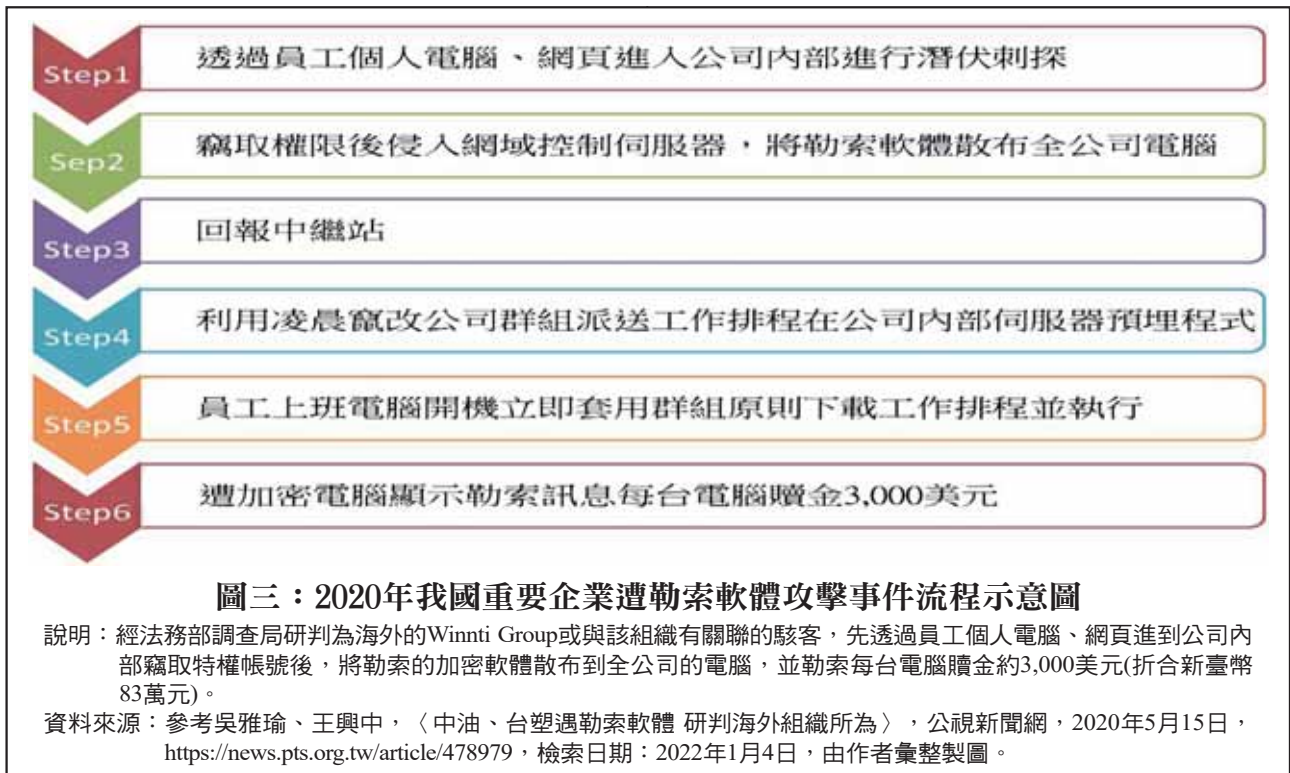 Step1 透過員工個人電腦、網頁進入公司內部進行潛伏刺探
Sep2 竊取權限後侵入網域控制伺服器，將勒索軟體散布全公司電腦
Step3 回報中繼站
Step4 利用凌晨竄改公司群組派送工作排程在公司內部伺服器預埋程式
Step5 員工上班電腦開機立即套用群組原則下載工作排程並執行
Step6 遭加密電腦顯示勒索訊息每台電腦贖金3,000美元
圖三：2020年我國重要企業遭勒索軟體攻擊事件流程示意圖
說明：經法務部調查局研判為海外的Winnti Group或與該組織有關聯的駭客，先透過員工個人電腦、網頁進到公司內
部竊取特權帳號後，將勒索的加密軟體散布到全公司的電腦，並勒索每台電腦贖金約3,000美元(折合新臺幣
83萬元)。
資料來源：參考吳雅瑜、王興中，〈中油、台塑遇勒索軟體 研判海外組織所為〉，公視新聞網，2020年5月15日，
https://news.pts.org.tw/article/478979，檢索日期：2022年1月4日，由作者彙整製圖。